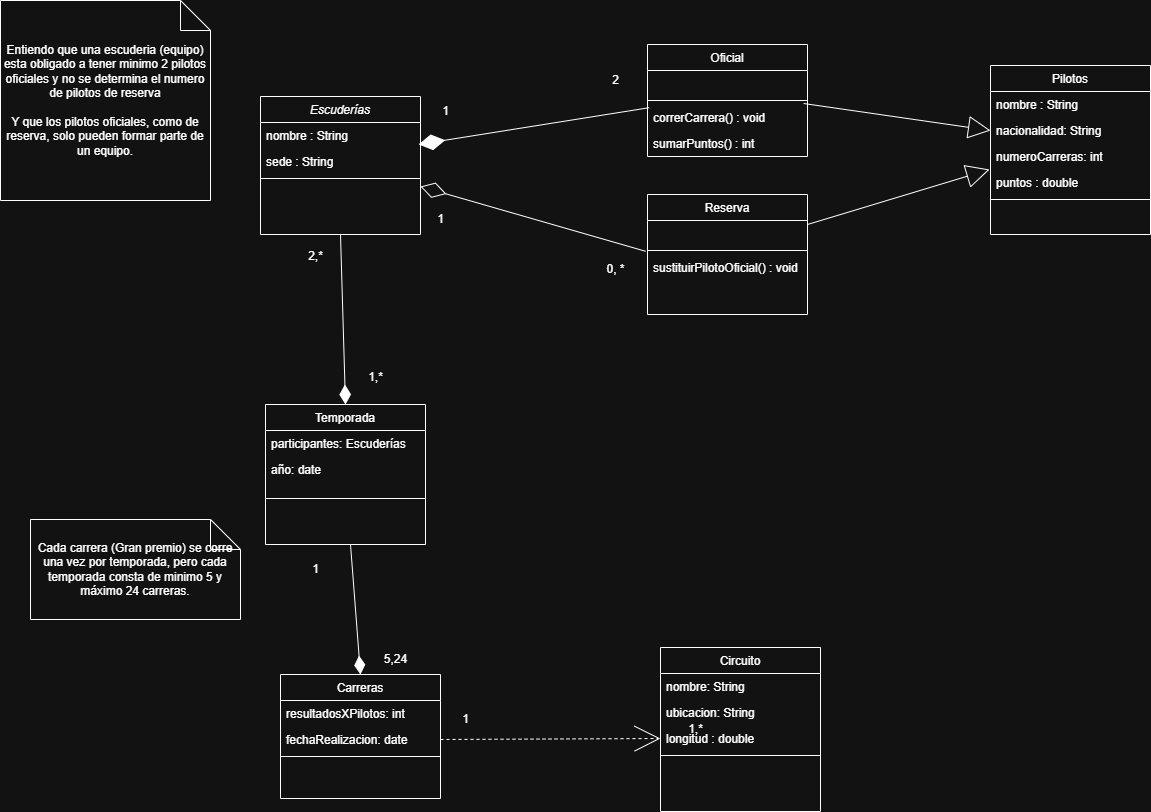 Entiendo que una escuderia (equipo)
esta obligado a tener minimo 2 pilotos
oficiales y no se determina el numero
de pilotos de reserva
Y que los pilotos oficiales, como de
reserva, solo pueden formar parte de
un equipo.
Escuderías
nombre : String
sede : String
1
2
1
0, *
2,*
Oficial
correrCarrera() : void
sumarPuntos() : int
Reserva
sustituirPilotoOficial() : void
Pilotos
nombre : String
nacionalidad: String
numeroCarreras: int
puntos : double
1,*
Temporada
participantes: Escuderías
año: date
Cada carrera (Gran premio) se corre
una vez por temporada, pero cada
temporada consta de minimo 5 y
máximo 24 carreras.
1
5,24
Carreras
resultadosXPilotos: int
fechaRealizacion: date
1
Circuito
nombre: String
ubicacion: String
1,*
longitud : double